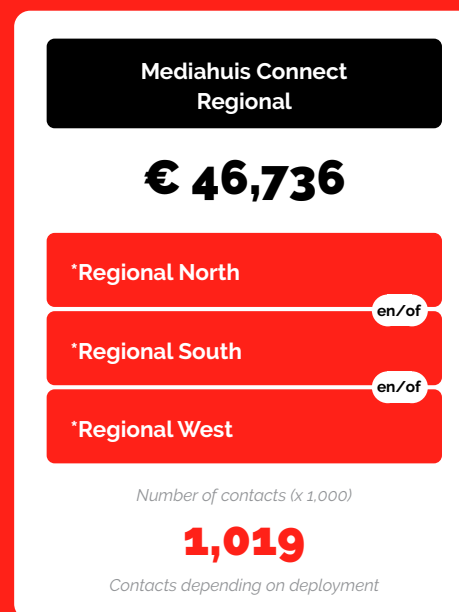 Mediahuis Connect
Regional
€ 46,736
*Regional North
en/of
*Regional South
en/of
*Regional West
Number of contacts (x 1,000)
1,019
Contacts depending on deployment